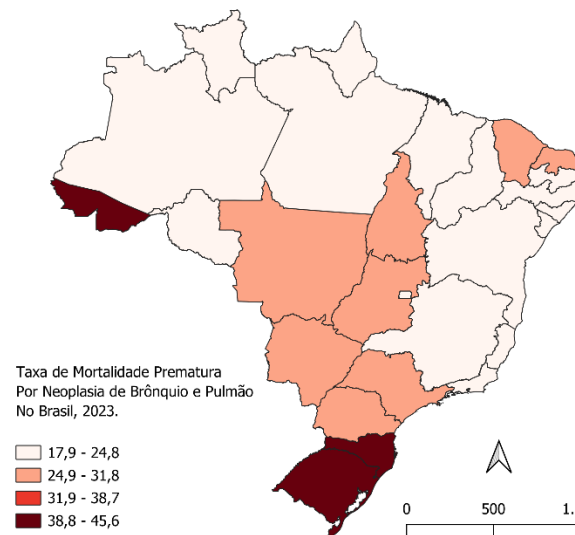 Taxa de Mortalidade Prematura
Por Neoplasia de Brônquio e Pulmão
No Brasil, 2023.
17,9 - 24,8
24,9 - 31,8
31,9 - 38,7
38,8 - 45,6
0 500 1.